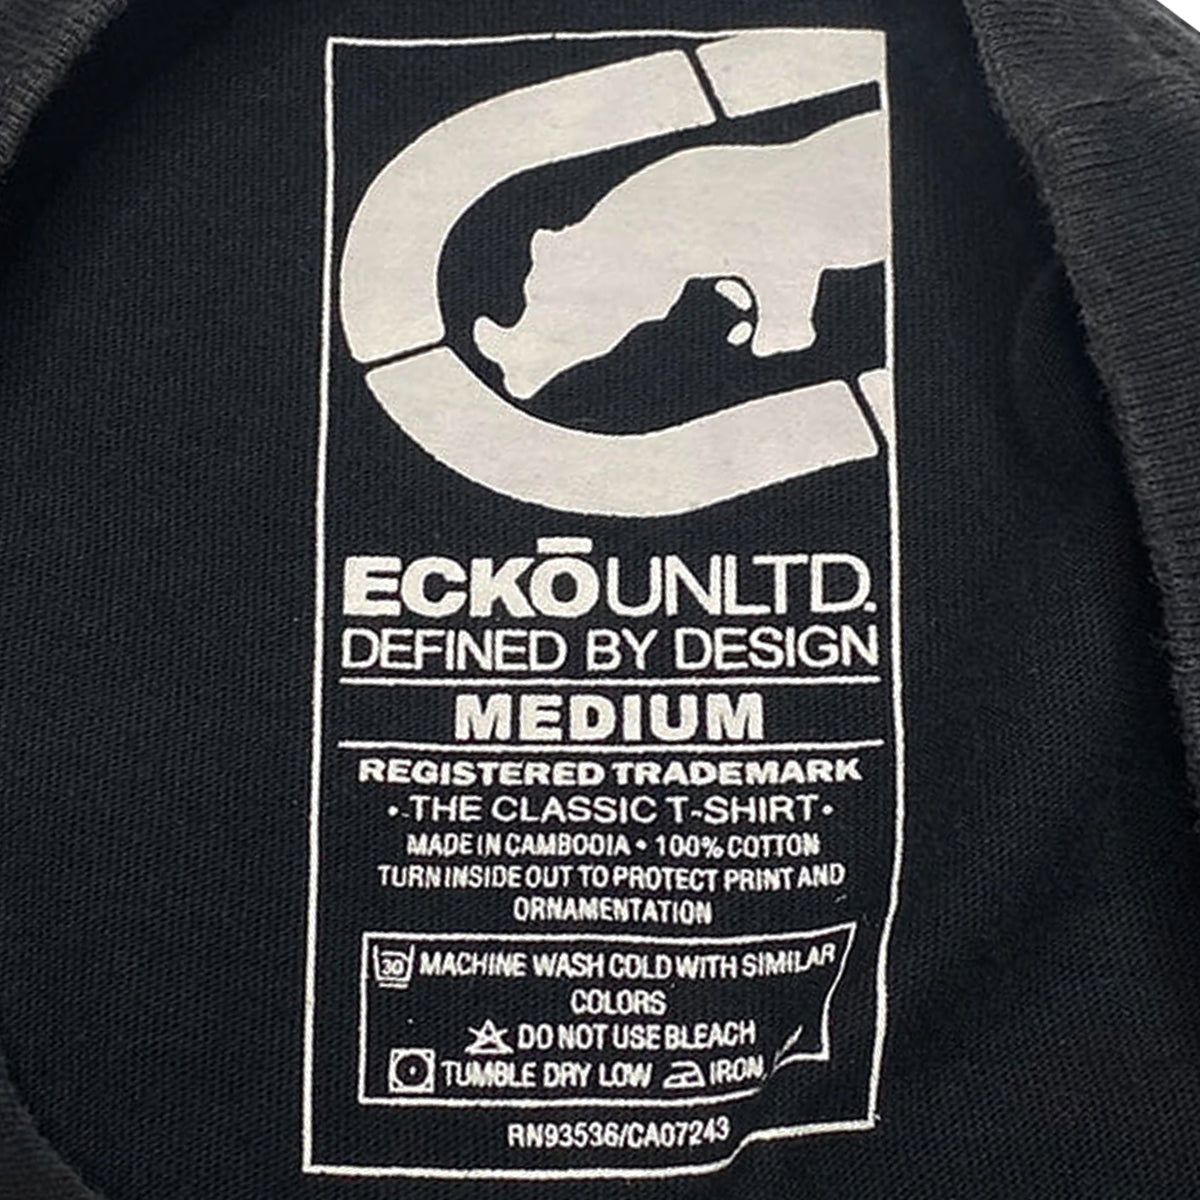 ECKŌ UNLTD.
DEFINED BY DESIGN
MEDIUM
REGISTERED TRADEMARK
• THE CLASSIC T-SHIRT •
MADE IN CAMBODIA • 100% COTTON
TURN INSIDE OUT TO PROTECT PRINT AND
ORNAMENTATION
30 MACHINE WASH COLD WITH SIMILAR
COLORS
DO NOT USE BLEACH
TUMBLE DRY LOW IRON
RN93536/CA07243